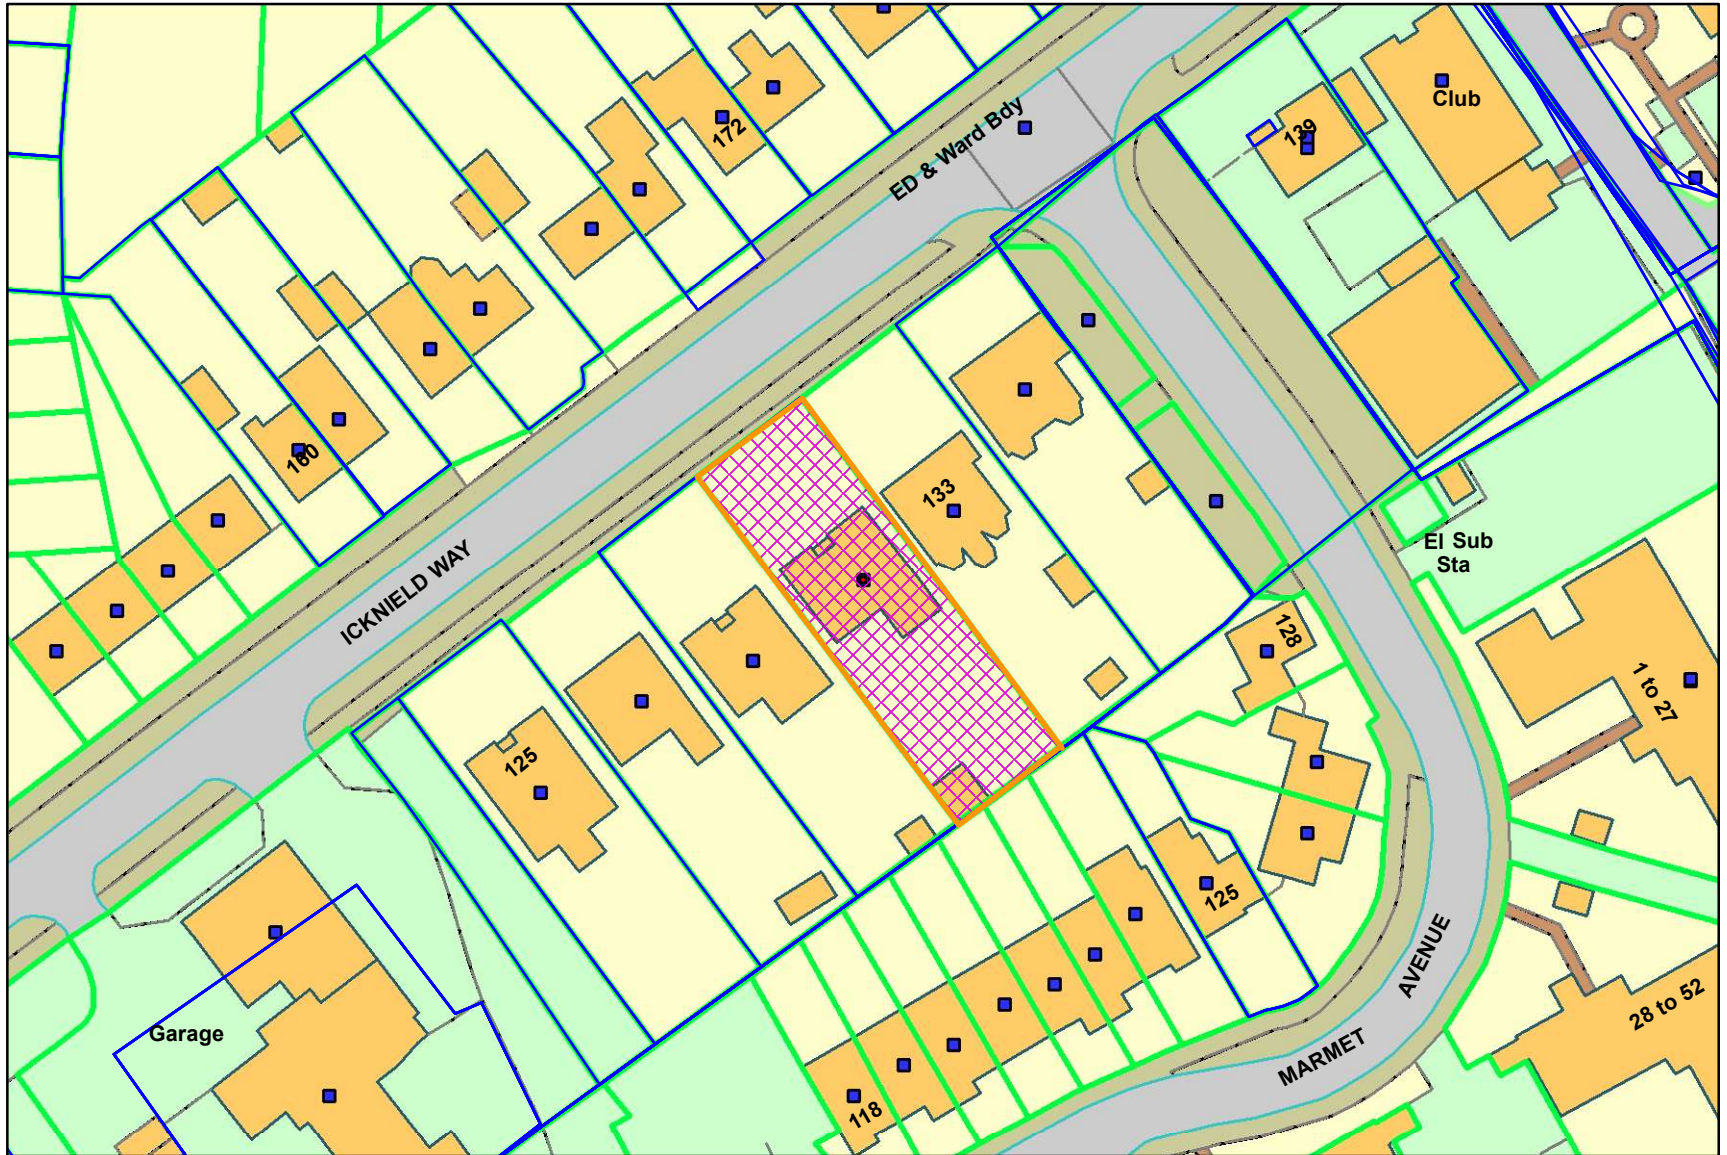 Club
139
172
ED & Ward Bdy
160
133
El Sub
Sta
ICKNIELD WAY
128
1 to 27
125
125
AVENUE
28 to 52
Garage
MARMET
118